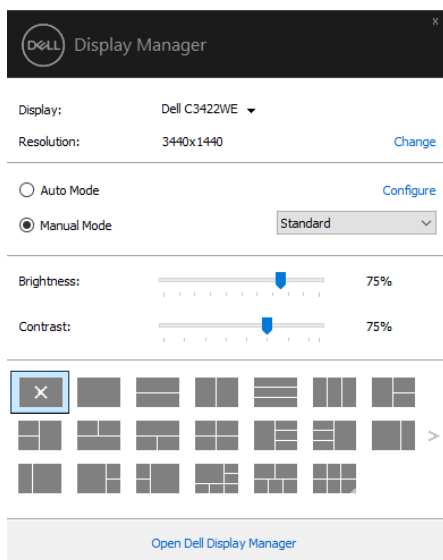 x
DELL Display Manager
Display: Dell C3422WE
Resolution: 3440x1440 Change
Auto Mode Configure
Manual Mode Standard
Brightness: 75%
Contrast: 75%
Open Dell Display Manager